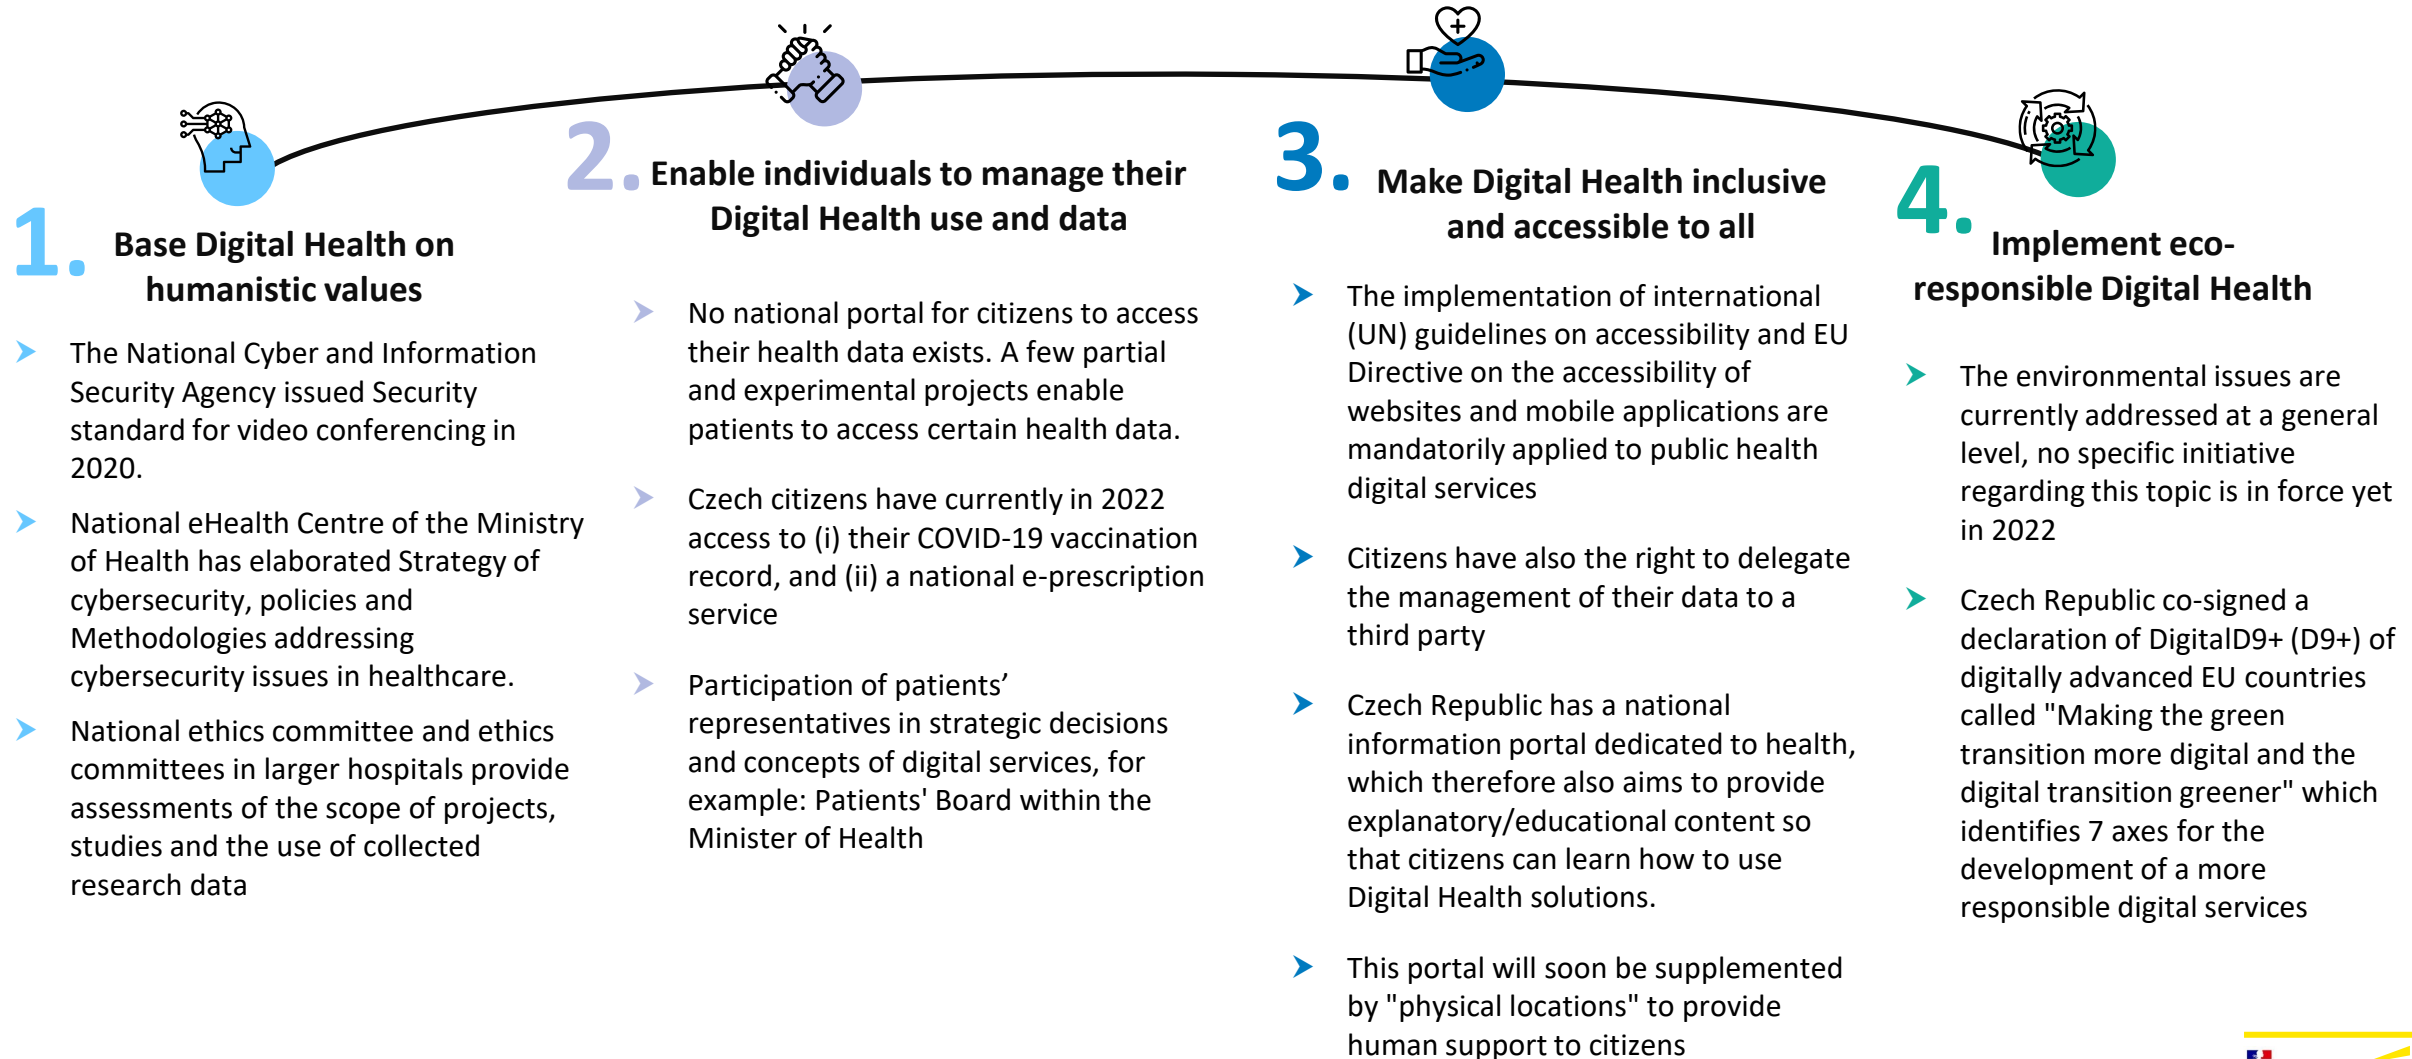 1.
Base Digital Health on
humanistic values
The National Cyber and Information
Security Agency issued Security
standard for video conferencing in
2020.
National eHealth Centre of the Ministry
of Health has elaborated Strategy of
cybersecurity, policies and
Methodologies addressing
cybersecurity issues in healthcare.
National ethics committee and ethics
committees in larger hospitals provide
assessments of the scope of projects,
studies and the use of collected
research data
2.
Enable individuals to manage their
Digital Health use and data
No national portal for citizens to access
their health data exists. A few partial
and experimental projects enable
patients to access certain health data.
Czech citizens have currently in 2022
access to (i) their COVID-19 vaccination
record, and (ii) a national e-prescription
service
Participation of patients’
representatives in strategic decisions
and concepts of digital services, for
example: Patients' Board within the
Minister of Health
3.
Make Digital Health inclusive
and accessible to all
The implementation of international
(UN) guidelines on accessibility and EU
Directive on the accessibility of
websites and mobile applications are
mandatorily applied to public health
digital services
Citizens have also the right to delegate
the management of their data to a
third party
Czech Republic has a national
information portal dedicated to health,
which therefore also aims to provide
explanatory/educational content so
that citizens can learn how to use
Digital Health solutions.
This portal will soon be supplemented
by "physical locations" to provide
human support to citizens
4.
Implement eco-
responsible Digital Health
The environmental issues are
currently addressed at a general
level, no specific initiative
regarding this topic is in force yet
in 2022
Czech Republic co-signed a
declaration of DigitalD9+ (D9+) of
digitally advanced EU countries
called "Making the green
transition more digital and the
digital transition greener" which
identifies 7 axes for the
development of a more
responsible digital services